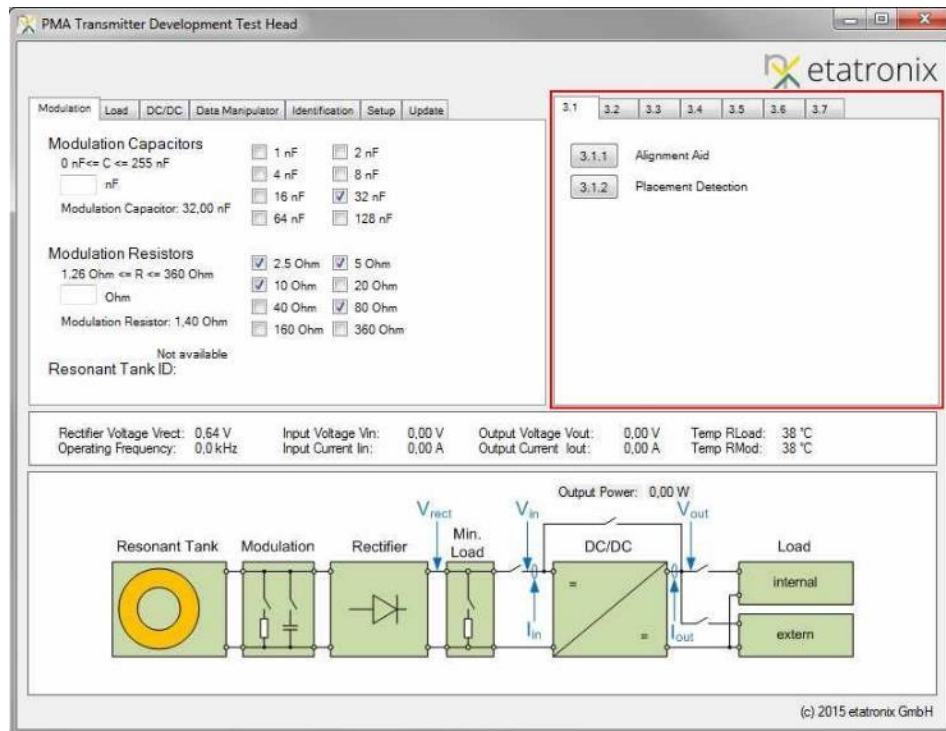 PMA Transmitter Development Test Head
etatronix
Modulation Load DC/DC Data Manipulator Identification Setup Update
Modulation Capacitors
0 nF<= C <= 255 nF
nF
Modulation Capacitor: 32,00 nF
1 nF 2 nF
4 nF 8 nF
16 nF 32 nF
64 nF 128 nF
Modulation Resistors
1.26 Ohm <= R <= 360 Ohm
Ohm
Modulation Resistor: 1,40 Ohm
2.5 Ohm 5 Ohm
10 Ohm 20 Ohm
40 Ohm 80 Ohm
160 Ohm 360 Ohm
Not available
Resonant Tank ID:
3.1 3.2 3.3 3.4 3.5 3.6 3.7
3.1.1 Alignment Aid
3.1.2 Placement Detection
Rectifier Voltage Vrect: 0,64 V Input Voltage Vin: 0,00 V Output Voltage Vout: 0,00 V Temp RLoad: 38 °C
Operating Frequency: 0,0 kHz Input Current Iin: 0,00 A Output Current Iout: 0,00 A Temp RMod: 38 °C
Output Power: 0,00 W
Vrect Vin Vout
Resonant Tank Modulation Rectifier Min. Load DC/DC Load
= internal
Iin = Iout extern
(c) 2015 etatronix GmbH